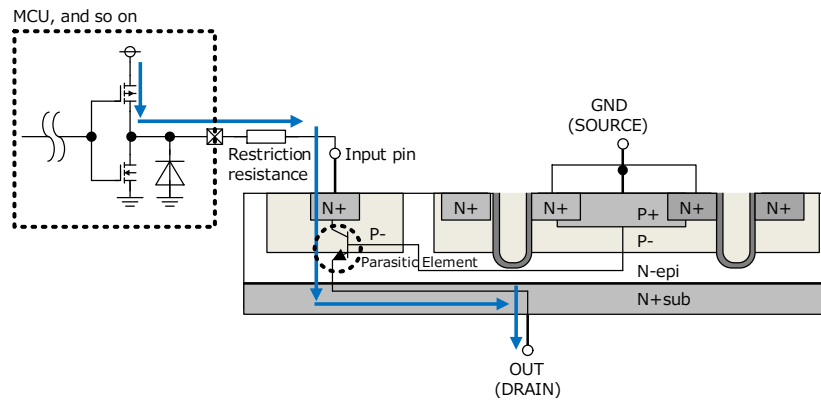 MCU, and so on
GND
(SOURCE)
Restriction
resistance
Input pin
N+
N+
N+
P+
N+
N+
P-
P-
Parasitic Element
N-epi
N+sub
OUT
(DRAIN)